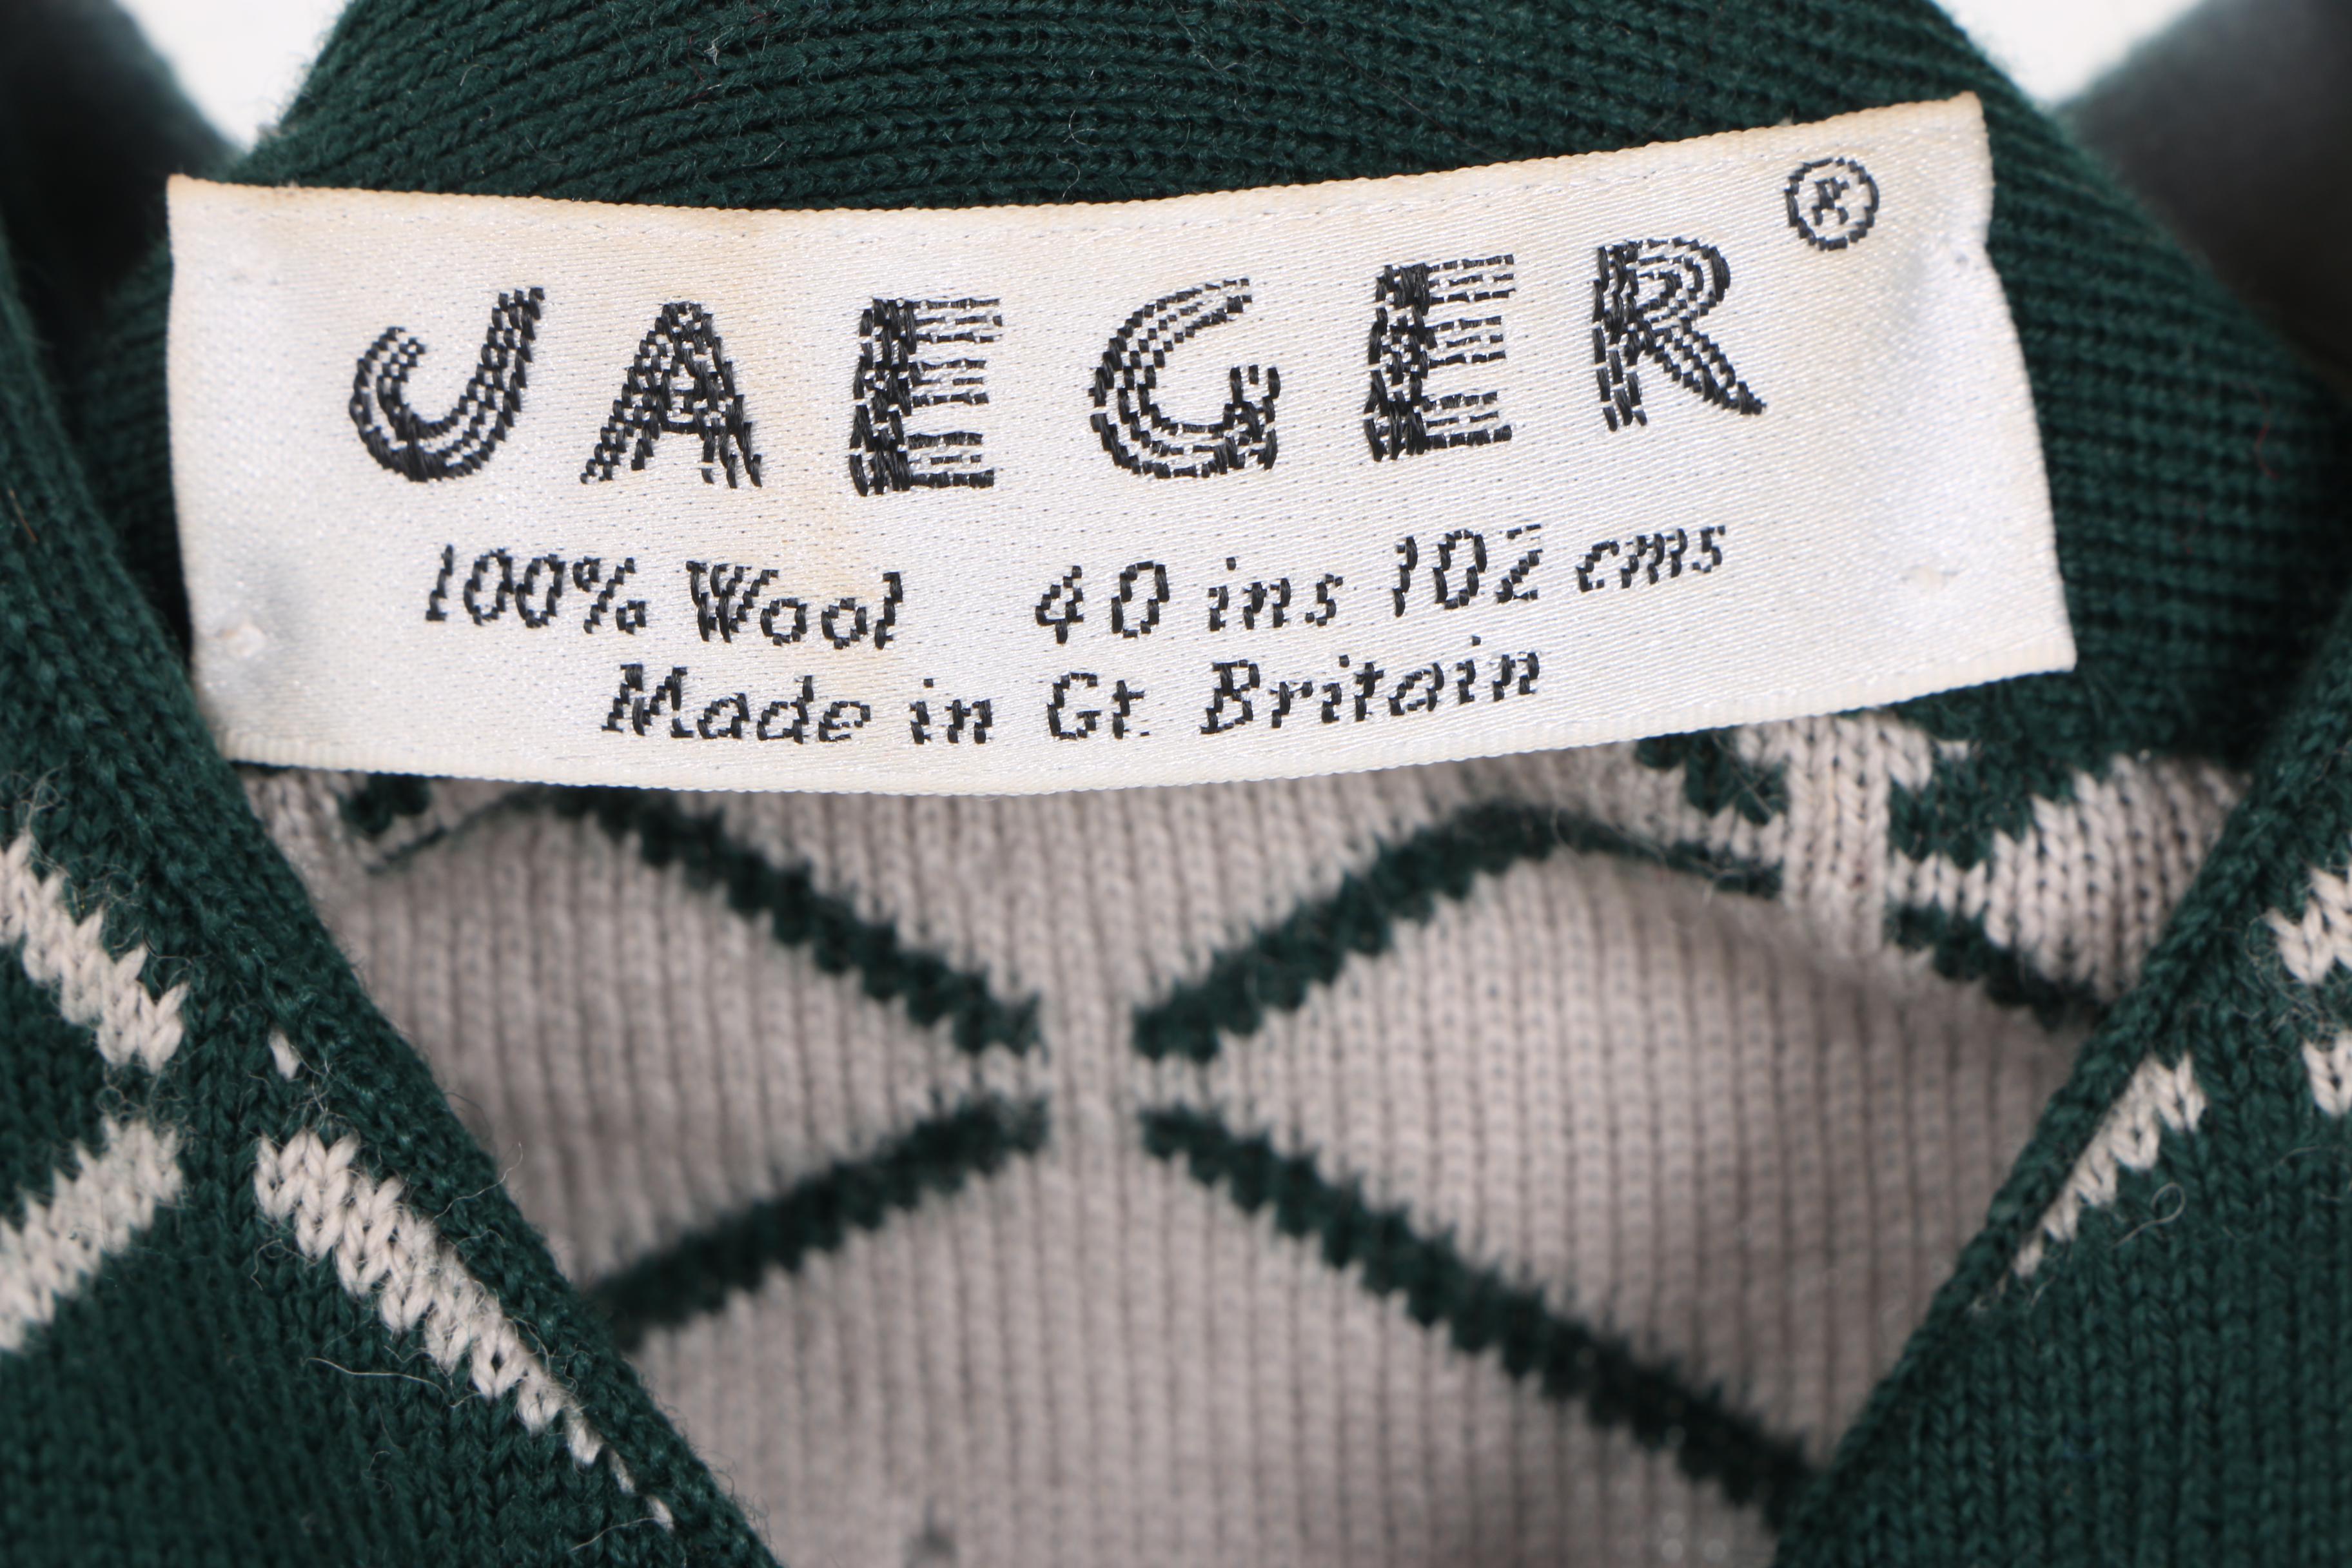 JAEGER®
100% Wool 40 ins 102 cms
Made in Gt. Britain